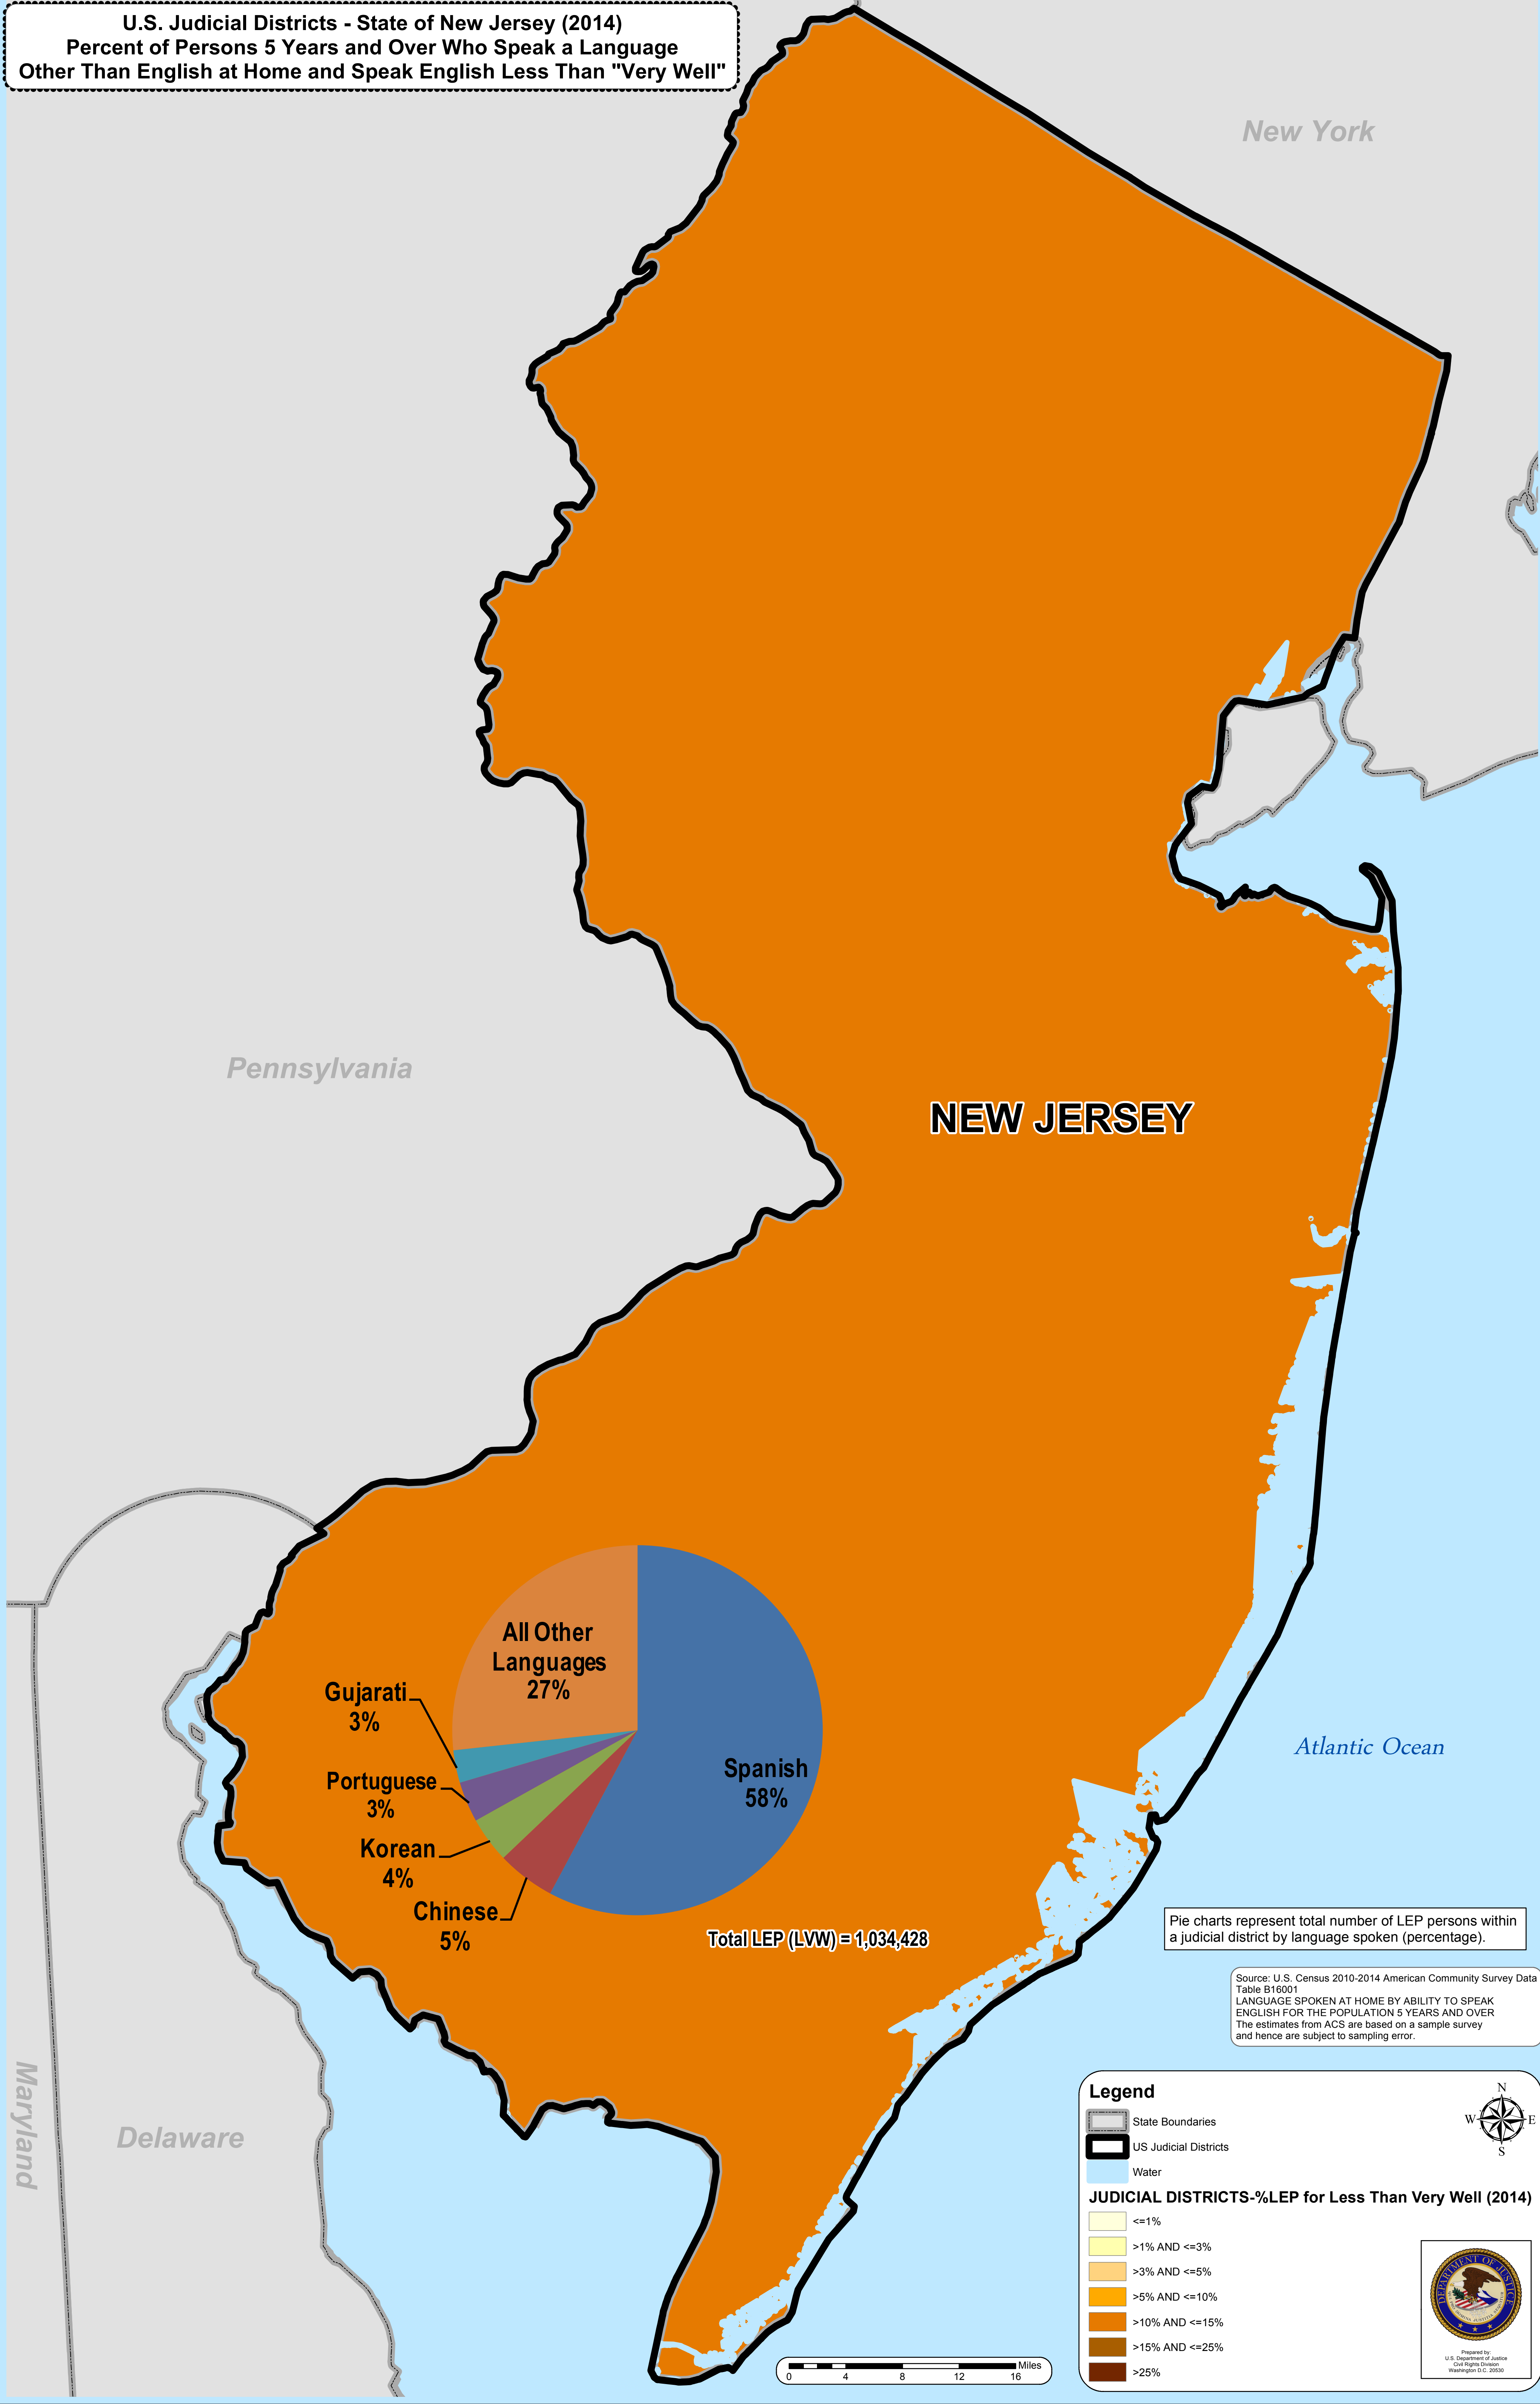 U.S. Judicial Districts - State of New Jersey (2014)
Percent of Persons 5 Years and Over Who Speak a Language
Other Than English at Home and Speak English Less Than "Very Well"
New York
Pennsylvania
NEW JERSEY
All Other
Languages
27%
Gujarati
3%
Portuguese
3%
Korean
4%
Chinese
5%
Spanish
58%
Total LEP (LVW) = 1,034,428
Atlantic Ocean
Maryland
Delaware
Pie charts represent total number of LEP persons within
a judicial district by language spoken (percentage).
Source: U.S. Census 2010-2014 American Community Survey Data
Table B16001
LANGUAGE SPOKEN AT HOME BY ABILITY TO SPEAK
ENGLISH FOR THE POPULATION 5 YEARS AND OVER
The estimates from ACS are based on a sample survey
and hence are subject to sampling error.
Legend
State Boundaries
US Judicial Districts
Water
N
W
E
S
JUDICIAL DISTRICTS-%LEP for Less Than Very Well (2014)
<=1%
>1% AND <=3%
>3% AND <=5%
>5% AND <=10%
>10% AND <=15%
>15% AND <=25%
>25%
DEPARTMENT OF JUSTICE
Prepared by:
U.S. Department of Justice
Civil Rights Division
Washington D.C. 20530
Miles
0 4 8 12 16